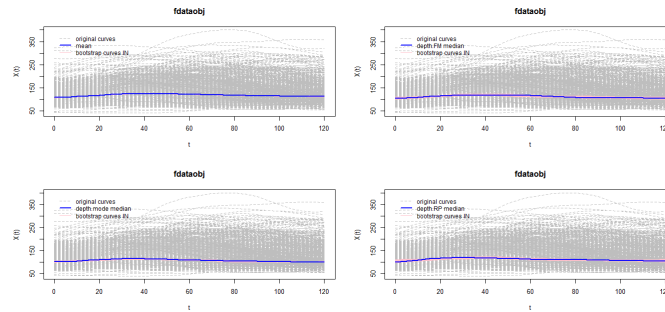 fdataobj
original curves
mean
bootstrap curves IN
X(t)
50
150
250
350
0
20
40
60
80
100
120
t
fdataobj
original curves
depth FM median
bootstrap curves IN
X(t)
50
150
250
350
0
20
40
60
80
100
120
t
fdataobj
original curves
depth mode median
bootstrap curves IN
X(t)
50
150
250
350
0
20
40
60
80
100
120
t
fdataobj
original curves
depth RP median
bootstrap curves IN
X(t)
50
150
250
350
0
20
40
60
80
100
120
t